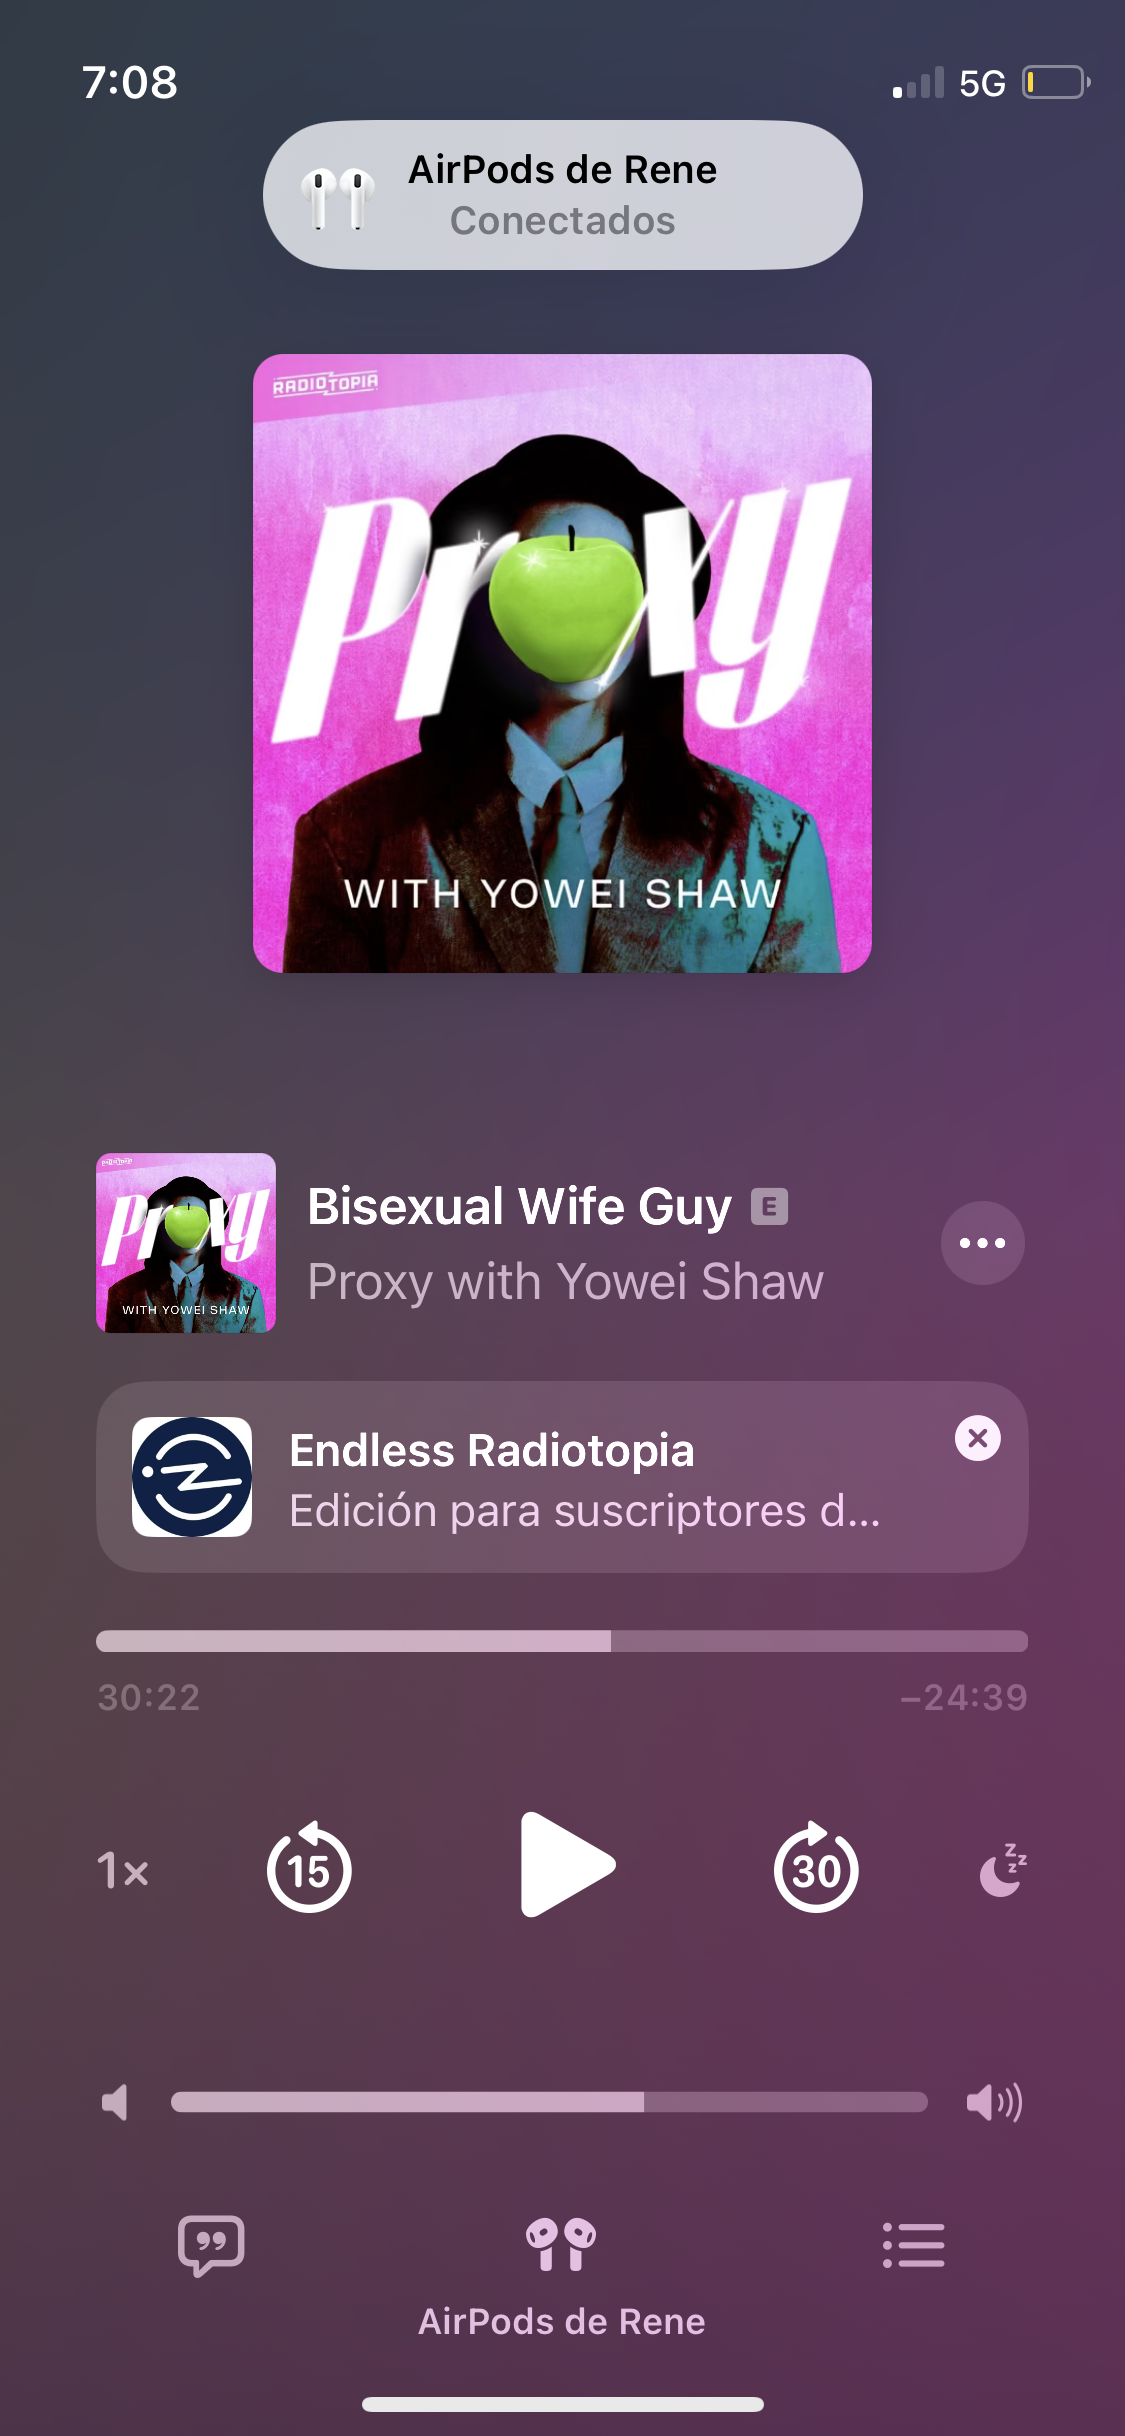 7:08
5G
AirPods de Rene
Conectados
RADIOTOPIA
Proxy
WITH YOWEI SHAW
RADIOTOPIA
Proxy
WITH YOWEI SHAW
Bisexual Wife Guy E
Proxy with Yowei Shaw
Endless Radiotopia
Edición para suscriptores d...
30:22
−24:39
1×
15
30
zzz
AirPods de Rene